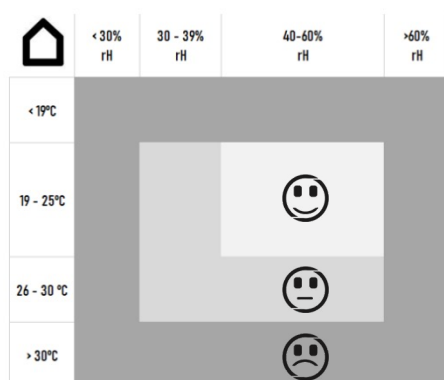 < 30%
rH
30 - 39%
rH
40-60%
rH
>60%
rH
< 19°C
19 - 25°C
26 - 30 °C
> 30°C